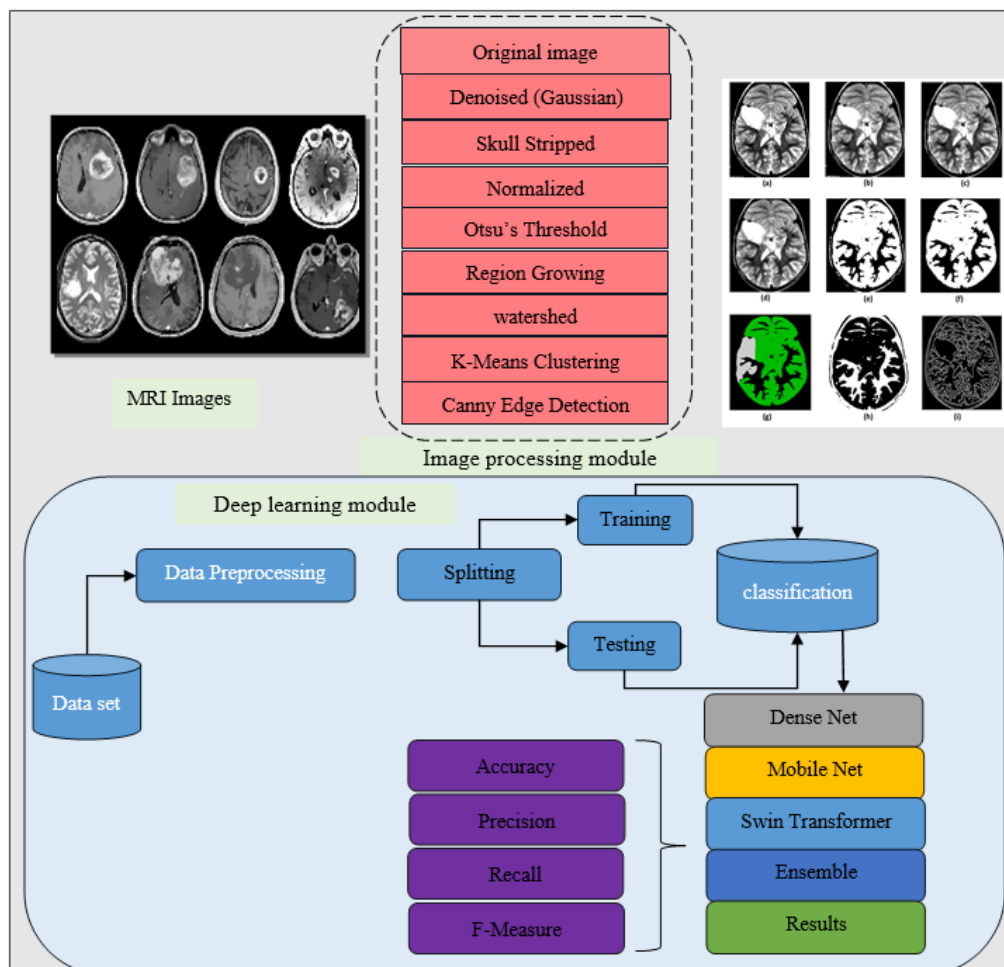 Original image
Denoised (Gaussian)
Skull Stripped
Normalized
Otsu's Threshold
Region Growing
watershed
K-Means Clustering
Canny Edge Detection
MRI Images
(a)
(b)
(c)
(d)
(e)
(f)
(g)
(h)
(i)
Image processing module
Deep learning module
Training
Data Preprocessing
Splitting
classification
Testing
Data set
Dense Net
Mobile Net
Swin Transformer
Ensemble
Results
Accuracy
Precision
Recall
F-Measure